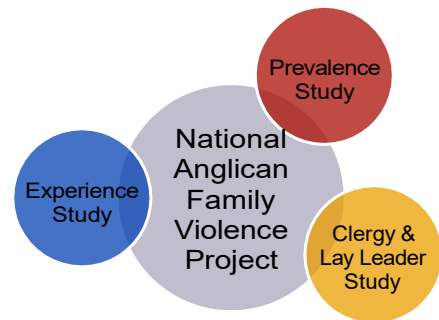 Prevalence
Study
National
Anglican
Family
Violence
Project
Experience
Study
Clergy &
Lay Leader
Study